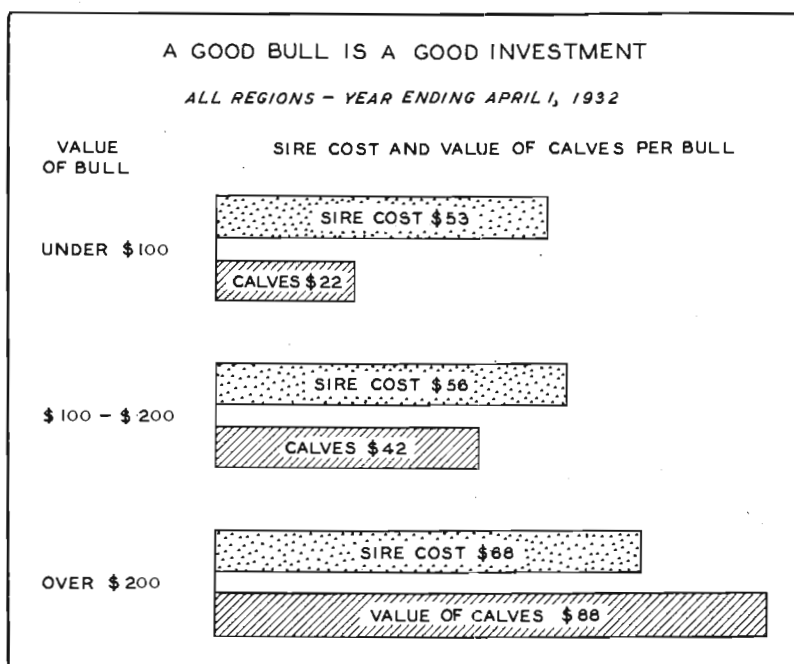 A GOOD BULL IS A GOOD INVESTMENT
ALL REGIONS – YEAR ENDING APRIL 1, 1932
VALUE OF BULL
SIRE COST AND VALUE OF CALVES PER BULL
UNDER $100
SIRE COST $53
CALVES $22
$100 – $200
SIRE COST $56
CALVES $42
OVER $200
SIRE COST $68
VALUE OF CALVES $88